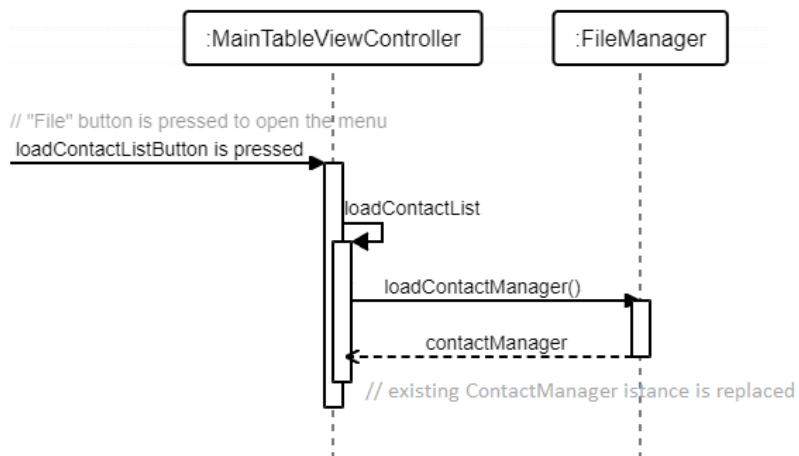 :MainTableViewController
:FileManager
// "File" button is pressed to open the menu
loadContactListButton is pressed
loadContactList
loadContactManager()
contactManager
// existing ContactManager istance is replaced